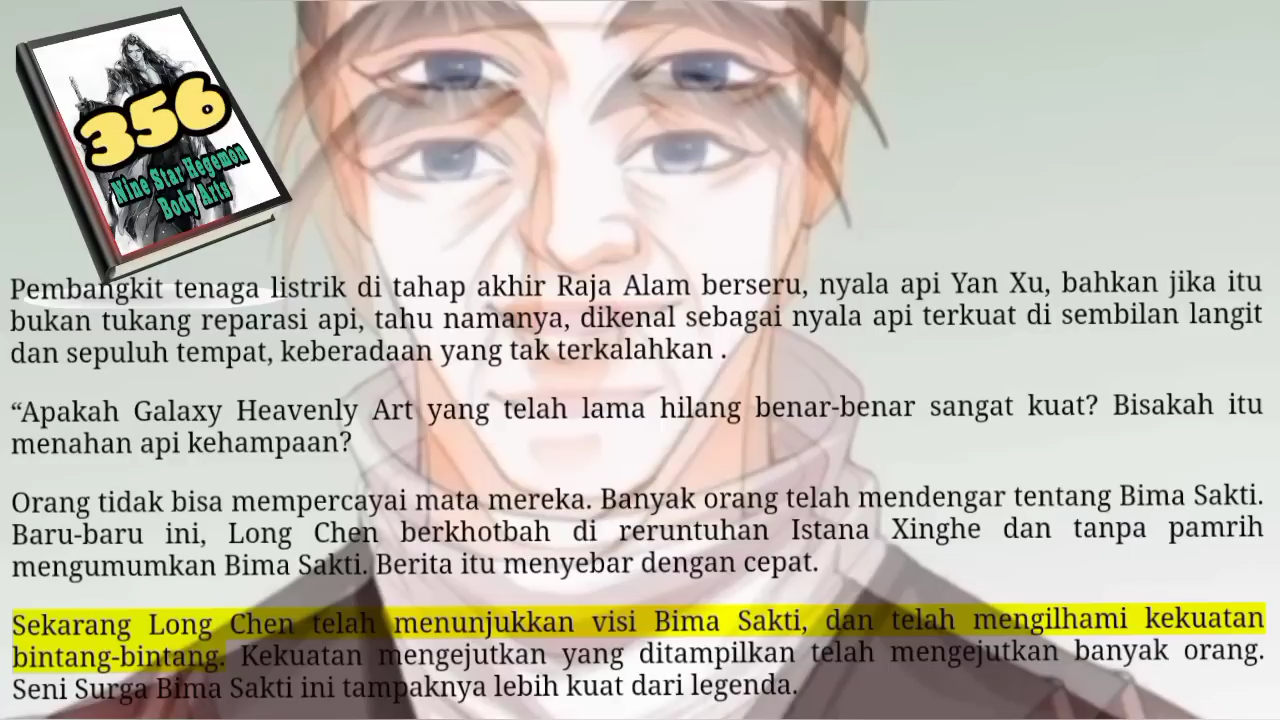 356
Nine Star Hegemon
Body Arts
Pembangkit tenaga listrik di tahap akhir Raja Alam berseru, nyala api Yan Xu, bahkan jika itu
bukan tukang reparasi api, tahu namanya, dikenal sebagai nyala api terkuat di sembilan langit
dan sepuluh tempat, keberadaan yang tak terkalahkan .
“Apakah Galaxy Heavenly Art yang telah lama hilang benar-benar sangat kuat? Bisakah itu
menahan api kehampaan?
Orang tidak bisa mempercayai mata mereka. Banyak orang telah mendengar tentang Bima Sakti.
Baru-baru ini, Long Chen berkhotbah di reruntuhan Istana Xinghe dan tanpa pamrih
mengumumkan Bima Sakti. Berita itu menyebar dengan cepat.
Sekarang Long Chen telah menunjukkan visi Bima Sakti, dan telah mengilhami kekuatan
bintang-bintang. Kekuatan mengejutkan yang ditampilkan telah mengejutkan banyak orang.
Seni Surga Bima Sakti ini tampaknya lebih kuat dari legenda.